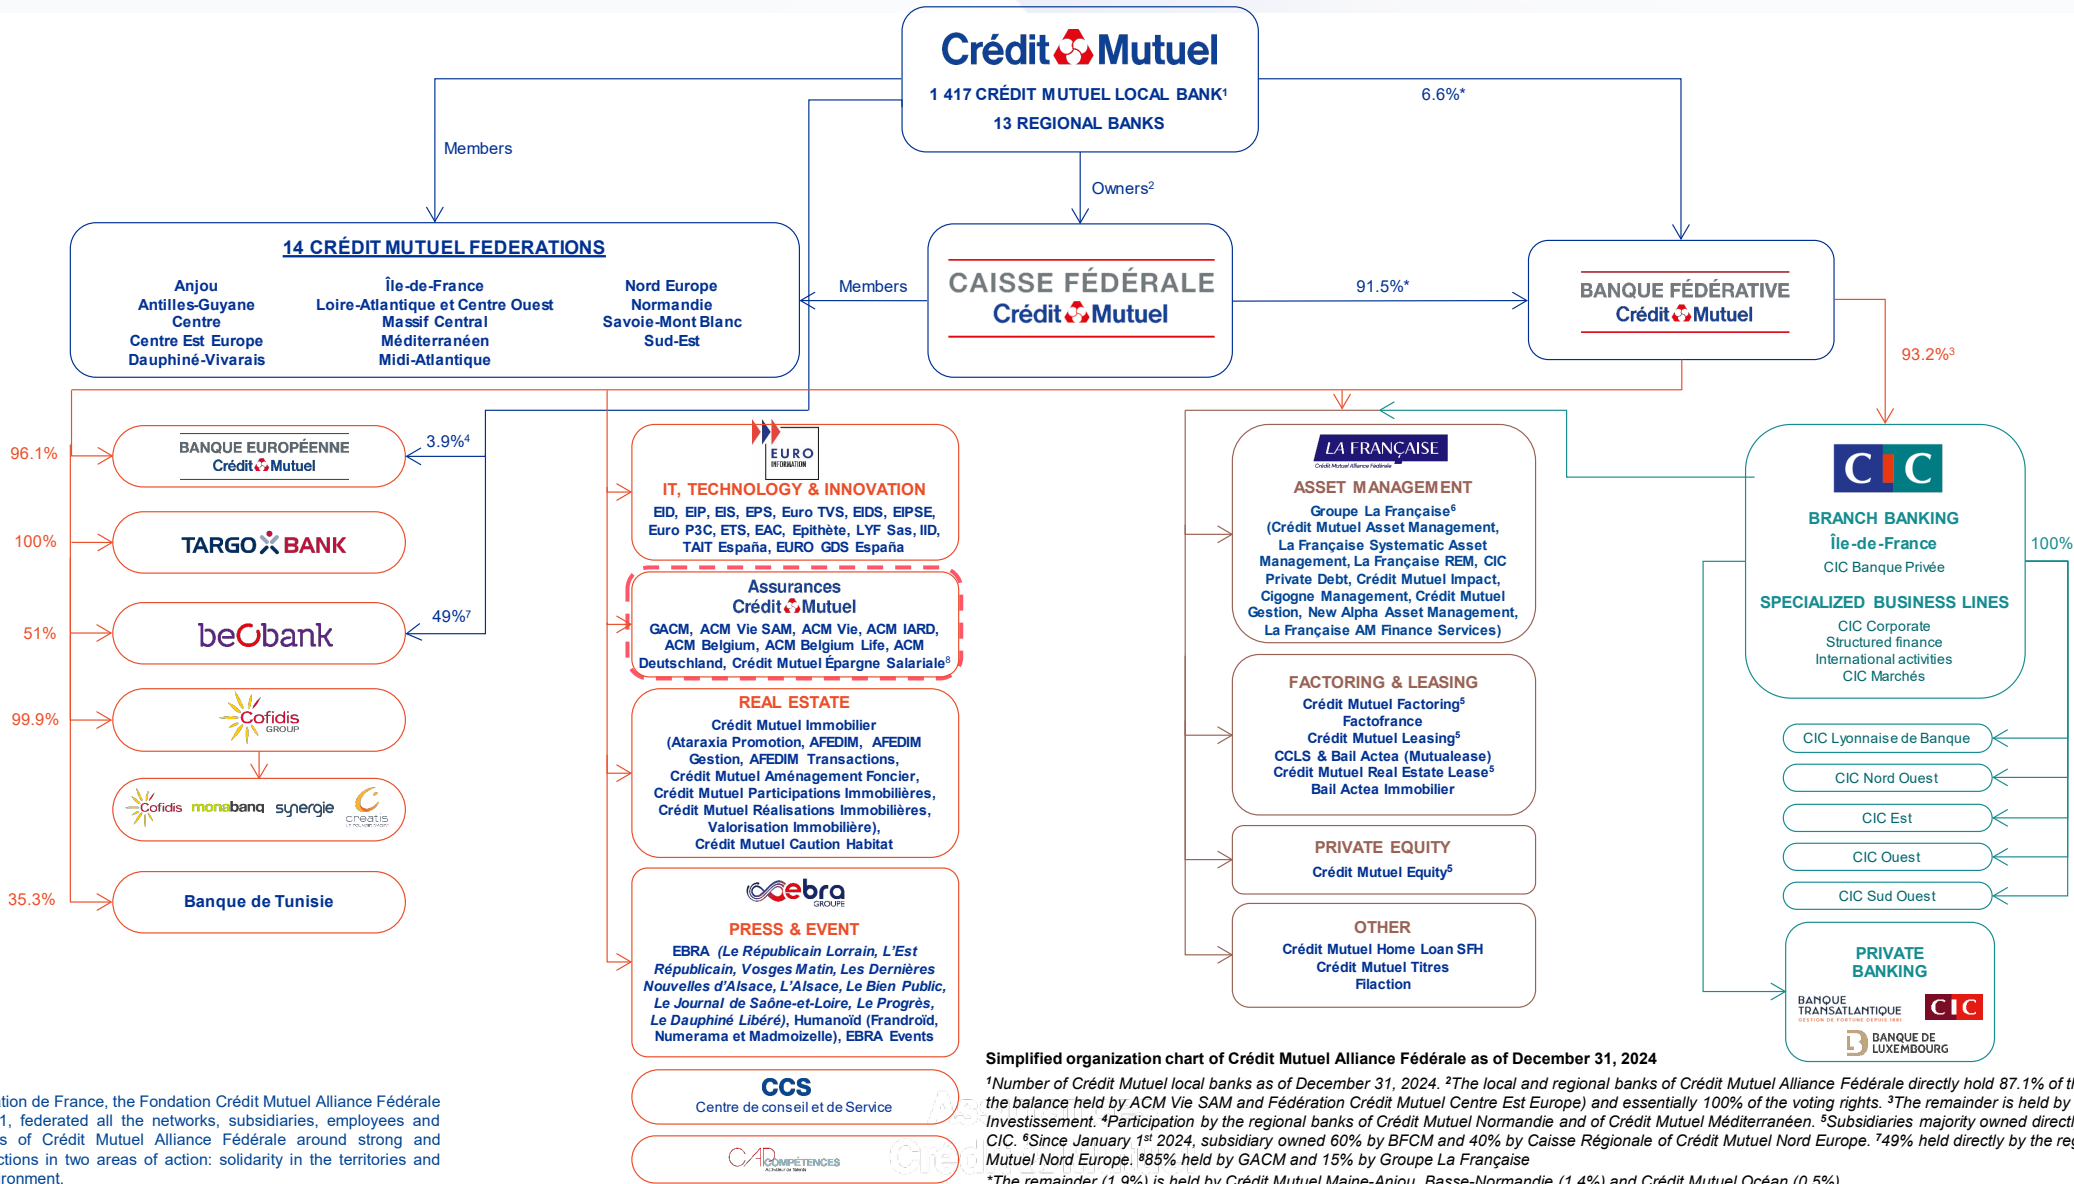 Crédit Mutuel
1 417 CRÉDIT MUTUEL LOCAL BANK¹
13 REGIONAL BANKS
6.6%*
Members
Owners²
14 CRÉDIT MUTUEL FEDERATIONS
Anjou
Antilles-Guyane
Centre
Centre Est Europe
Dauphiné-Vivarais
Île-de-France
Loire-Atlantique et Centre Ouest
Massif Central
Méditerranéen
Midi-Atlantique
Nord Europe
Normandie
Savoie-Mont Blanc
Sud-Est
Members
CAISSE FÉDÉRALE
Crédit Mutuel
91.5%*
BANQUE FÉDÉRATIVE
Crédit Mutuel
93.2%³
96.1%
BANQUE EUROPÉENNE
Crédit Mutuel
3.9%⁴
100%
TARGO BANK
51%
beobank
49%⁷
99.9%
Cofidis
GROUP
Cofidis monabanq synergie creatis
35.3%
Banque de Tunisie
EURO
INFORMATION
IT, TECHNOLOGY & INNOVATION
EID, EIP, EIS, EPS, Euro TVS, EIDS, EIPSE,
Euro P3C, ETS, EAC, Epithète, LYF Sas, IID,
TAIT España, EURO GDS España
Assurances
Crédit Mutuel
GACM, ACM Vie SAM, ACM Vie, ACM IARD,
ACM Belgium, ACM Belgium Life, ACM
Deutschland, Crédit Mutuel Épargne Salariale⁸
REAL ESTATE
Crédit Mutuel Immobilier
(Ataraxia Promotion, AFEDIM, AFEDIM
Gestion, AFEDIM Transactions,
Crédit Mutuel Aménagement Foncier,
Crédit Mutuel Participations Immobilières,
Crédit Mutuel Réalisations Immobilières,
Valorisation Immobilière),
Crédit Mutuel Caution Habitat
ebra
GROUPE
PRESS & EVENT
EBRA (Le Républicain Lorrain, L'Est
Républicain, Vosges Matin, Les Dernières
Nouvelles d'Alsace, L'Alsace, Le Bien Public,
Le Journal de Saône-et-Loire, Le Progrès,
Le Dauphiné Libéré), Humanoïd (Frandroïd,
Numerama et Madmoizelle), EBRA Events
CCS
Centre de conseil et de Service
CAP COMPÉTENCES
LA FRANÇAISE
Crédit Mutuel Alliance Fédérale
ASSET MANAGEMENT
Groupe La Française⁶
(Crédit Mutuel Asset Management,
La Française Systematic Asset
Management, La Française REM, CIC
Private Debt, Crédit Mutuel Impact,
Cigogne Management, Crédit Mutuel
Gestion, New Alpha Asset Management,
La Française AM Finance Services)
FACTORING & LEASING
Crédit Mutuel Factoring⁵
Factofrance
Crédit Mutuel Leasing⁵
CCLS & Bail Actea (Mutualease)
Crédit Mutuel Real Estate Lease⁵
Bail Actea Immobilier
PRIVATE EQUITY
Crédit Mutuel Equity⁵
OTHER
Crédit Mutuel Home Loan SFH
Crédit Mutuel Titres
Filaction
CIC
BRANCH BANKING
Île-de-France
CIC Banque Privée
SPECIALIZED BUSINESS LINES
CIC Corporate
Structured finance
International activities
CIC Marchés
100%
CIC Lyonnaise de Banque
CIC Nord Ouest
CIC Est
CIC Ouest
CIC Sud Ouest
PRIVATE
BANKING
BANQUE
TRANSATLANTIQUE
GESTION DE FORTUNE DEPUIS 1881
CIC
BANQUE DE
LUXEMBOURG
Simplified organization chart of Crédit Mutuel Alliance Fédérale as of December 31, 2024
¹Number of Crédit Mutuel local banks as of December 31, 2024. ²The local and regional banks of Crédit Mutuel Alliance Fédérale directly hold 87.1% of th
the balance held by ACM Vie SAM and Fédération Crédit Mutuel Centre Est Europe) and essentially 100% of the voting rights. ³The remainder is held by
Investissement. ⁴Participation by the regional banks of Crédit Mutuel Normandie and of Crédit Mutuel Méditerranéen. ⁵Subsidiaries majority owned directl
CIC. ⁶Since January 1st 2024, subsidiary owned 60% by BFCM and 40% by Caisse Régionale of Crédit Mutuel Nord Europe. ⁷49% held directly by the reg
Mutuel Nord Europe. ⁸85% held by GACM and 15% by Groupe La Française
*The remainder (1.9%) is held by Crédit Mutuel Maine-Anjou, Basse-Normandie (1.4%) and Crédit Mutuel Océan (0.5%)
ation de France, the Fondation Crédit Mutuel Alliance Fédérale
1, federated all the networks, subsidiaries, employees and
s of Crédit Mutuel Alliance Fédérale around strong and
ctions in two areas of action: solidarity in the territories and
ironment.